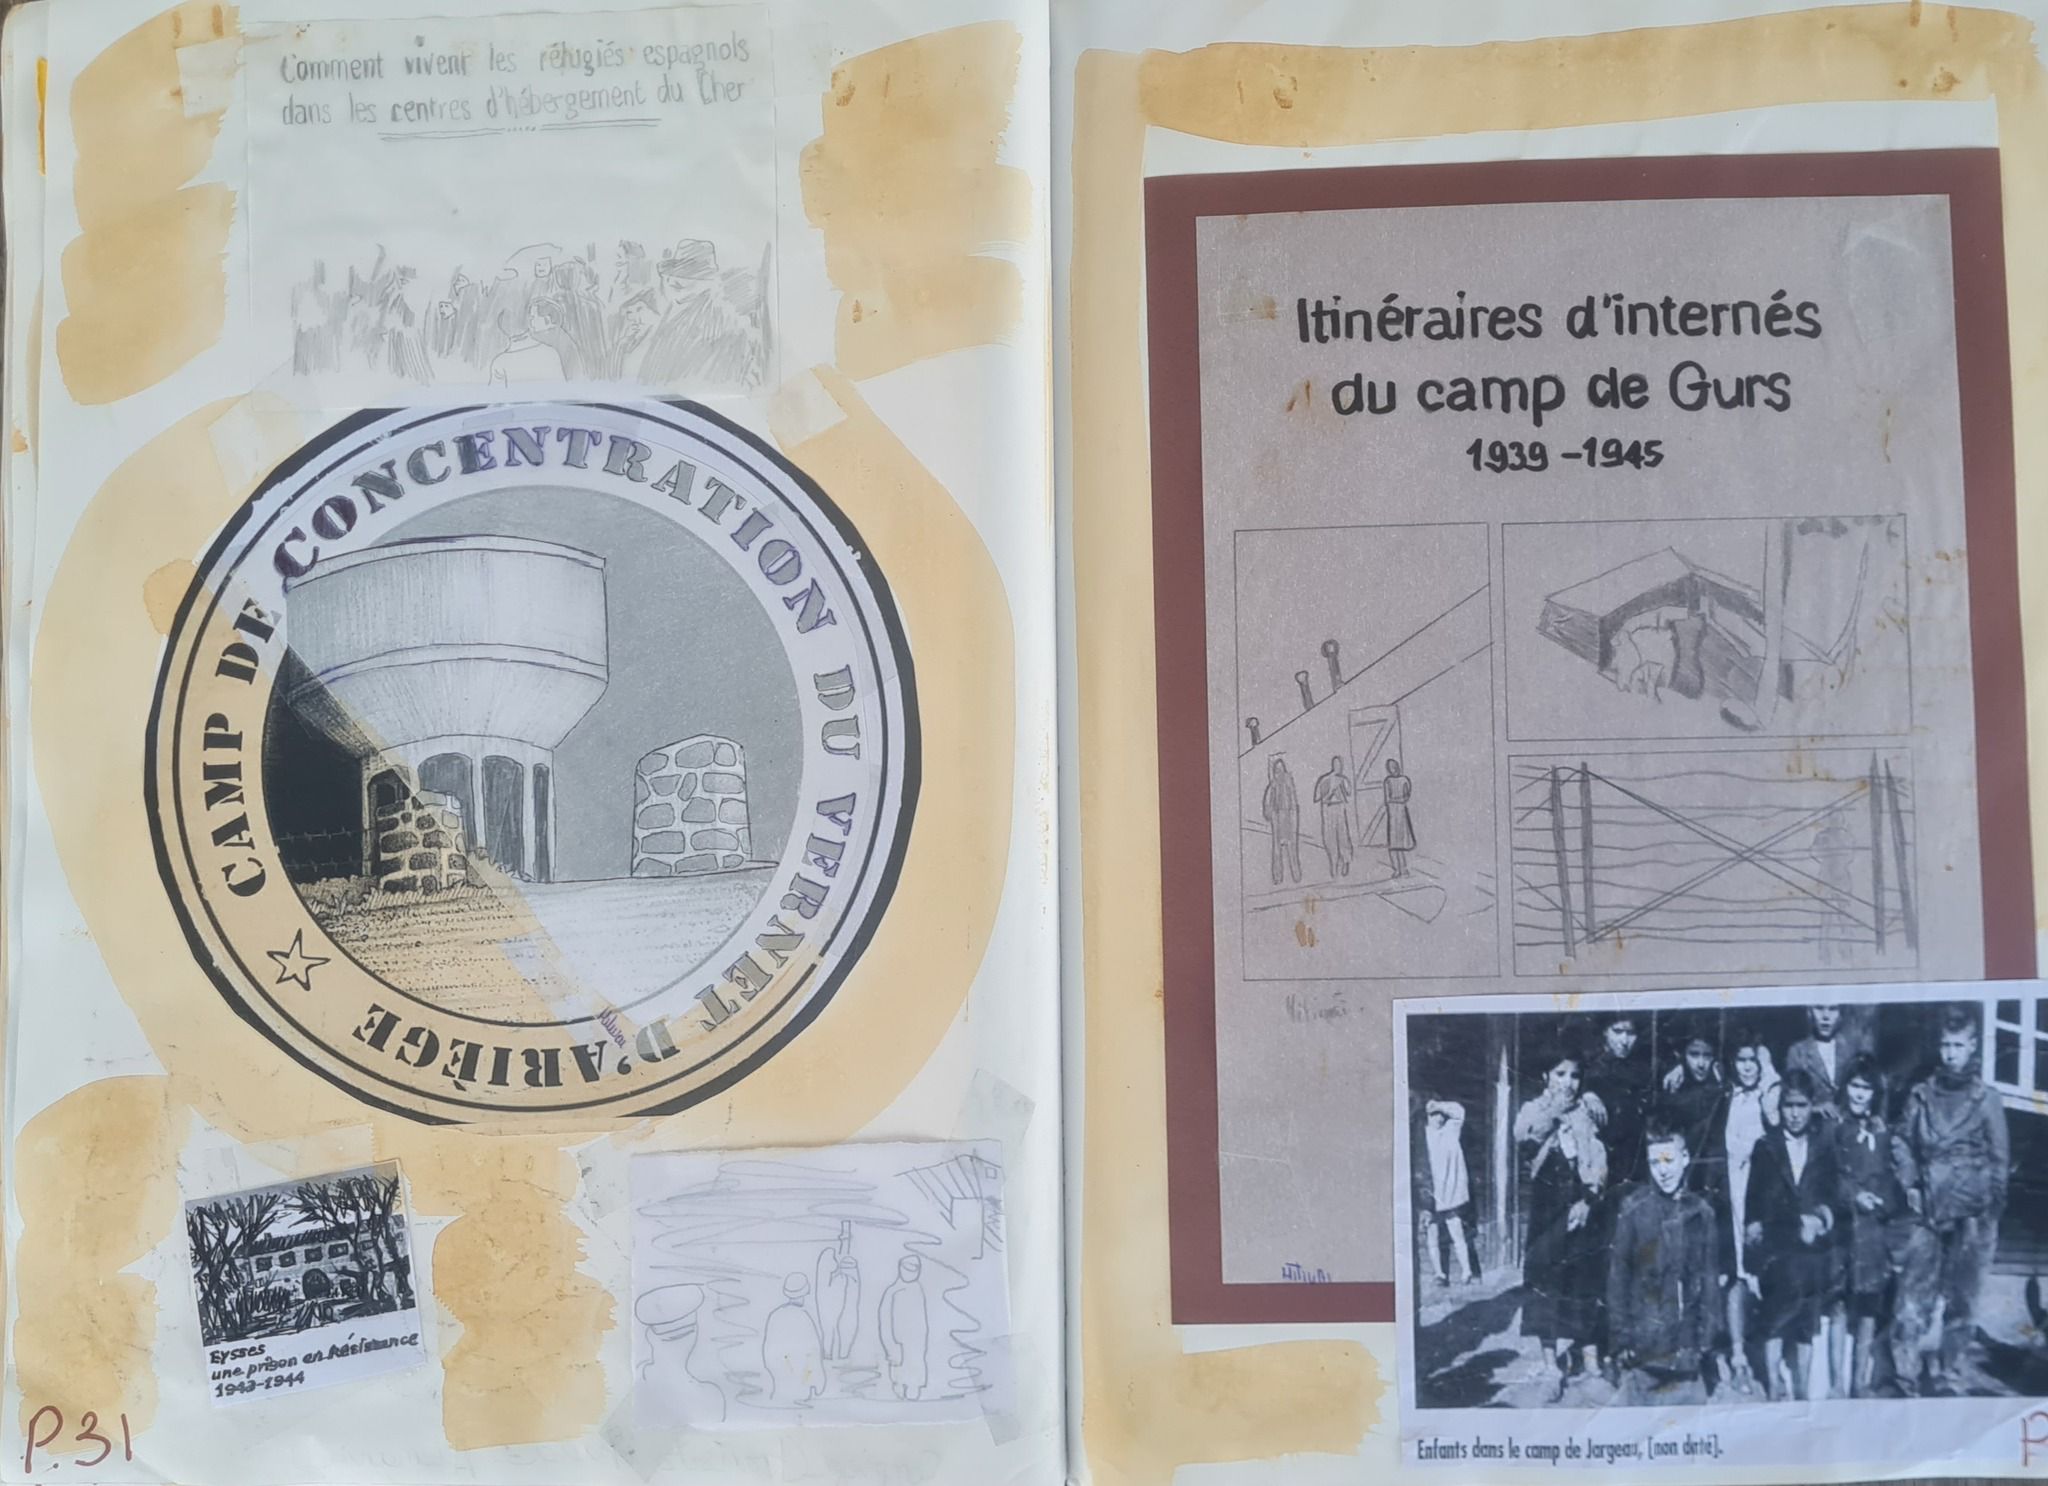 Comment vivent les réfugiés espagnols
dans les centres d'hébergement du Cher
CAMP DE CONCENTRATION DU VERNET D'ARIÈGE
Eysses
une prison en Résistance
1943-1944
P.31
Itinéraires d'internés
du camp de Gurs
1939-1945
Enfants dans le camp de Jargeau, [non daté].